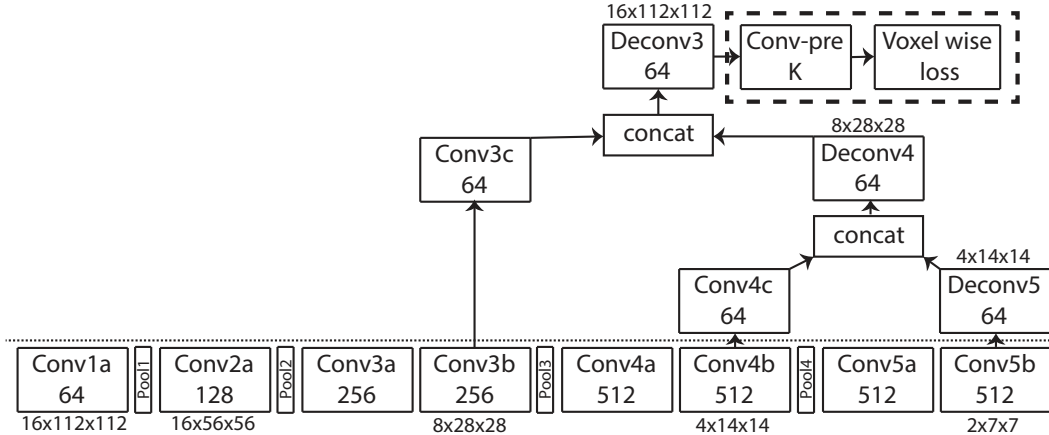 16x112x112
Deconv3
64
Conv-pre
K
Voxel wise
loss
concat
8x28x28
Conv3c
64
Deconv4
64
concat
4x14x14
Conv4c
64
Deconv5
64
Conv1a
64
Pool1
Conv2a
128
Pool2
Conv3a
256
Conv3b
256
Pool3
Conv4a
512
Conv4b
512
Pool4
Conv5a
512
Conv5b
512
16x112x112
16x56x56
8x28x28
4x14x14
2x7x7